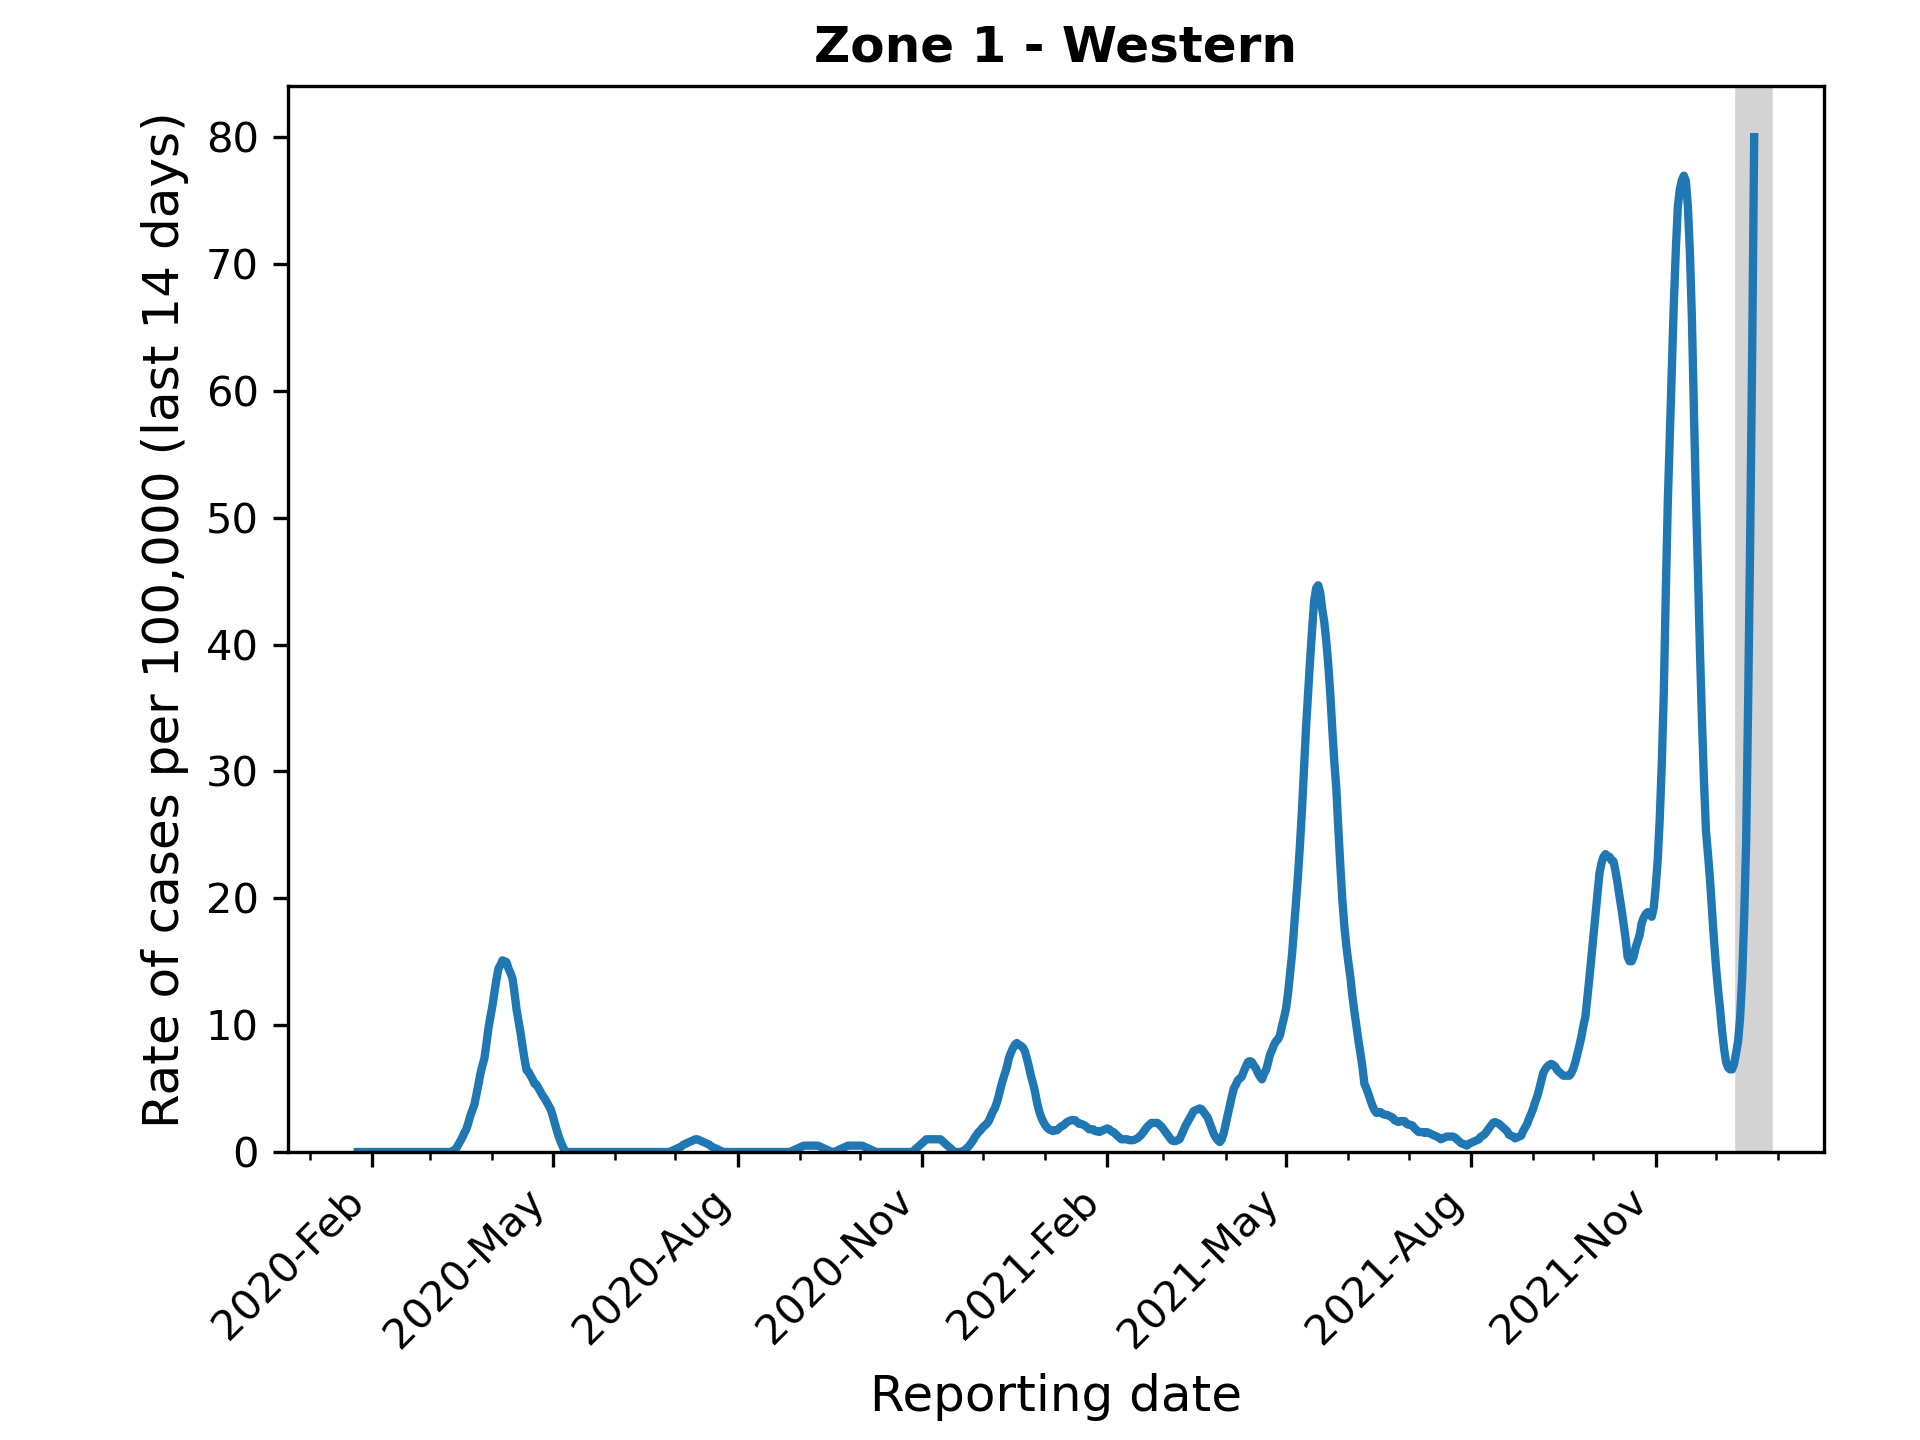 Zone 1 - Western
Rate of cases per 100,000 (last 14 days)
80
70
60
50
40
30
20
10
0
2020-Feb
2020-May
2020-Aug
2020-Nov
2021-Feb
2021-May
2021-Aug
2021-Nov
Reporting date